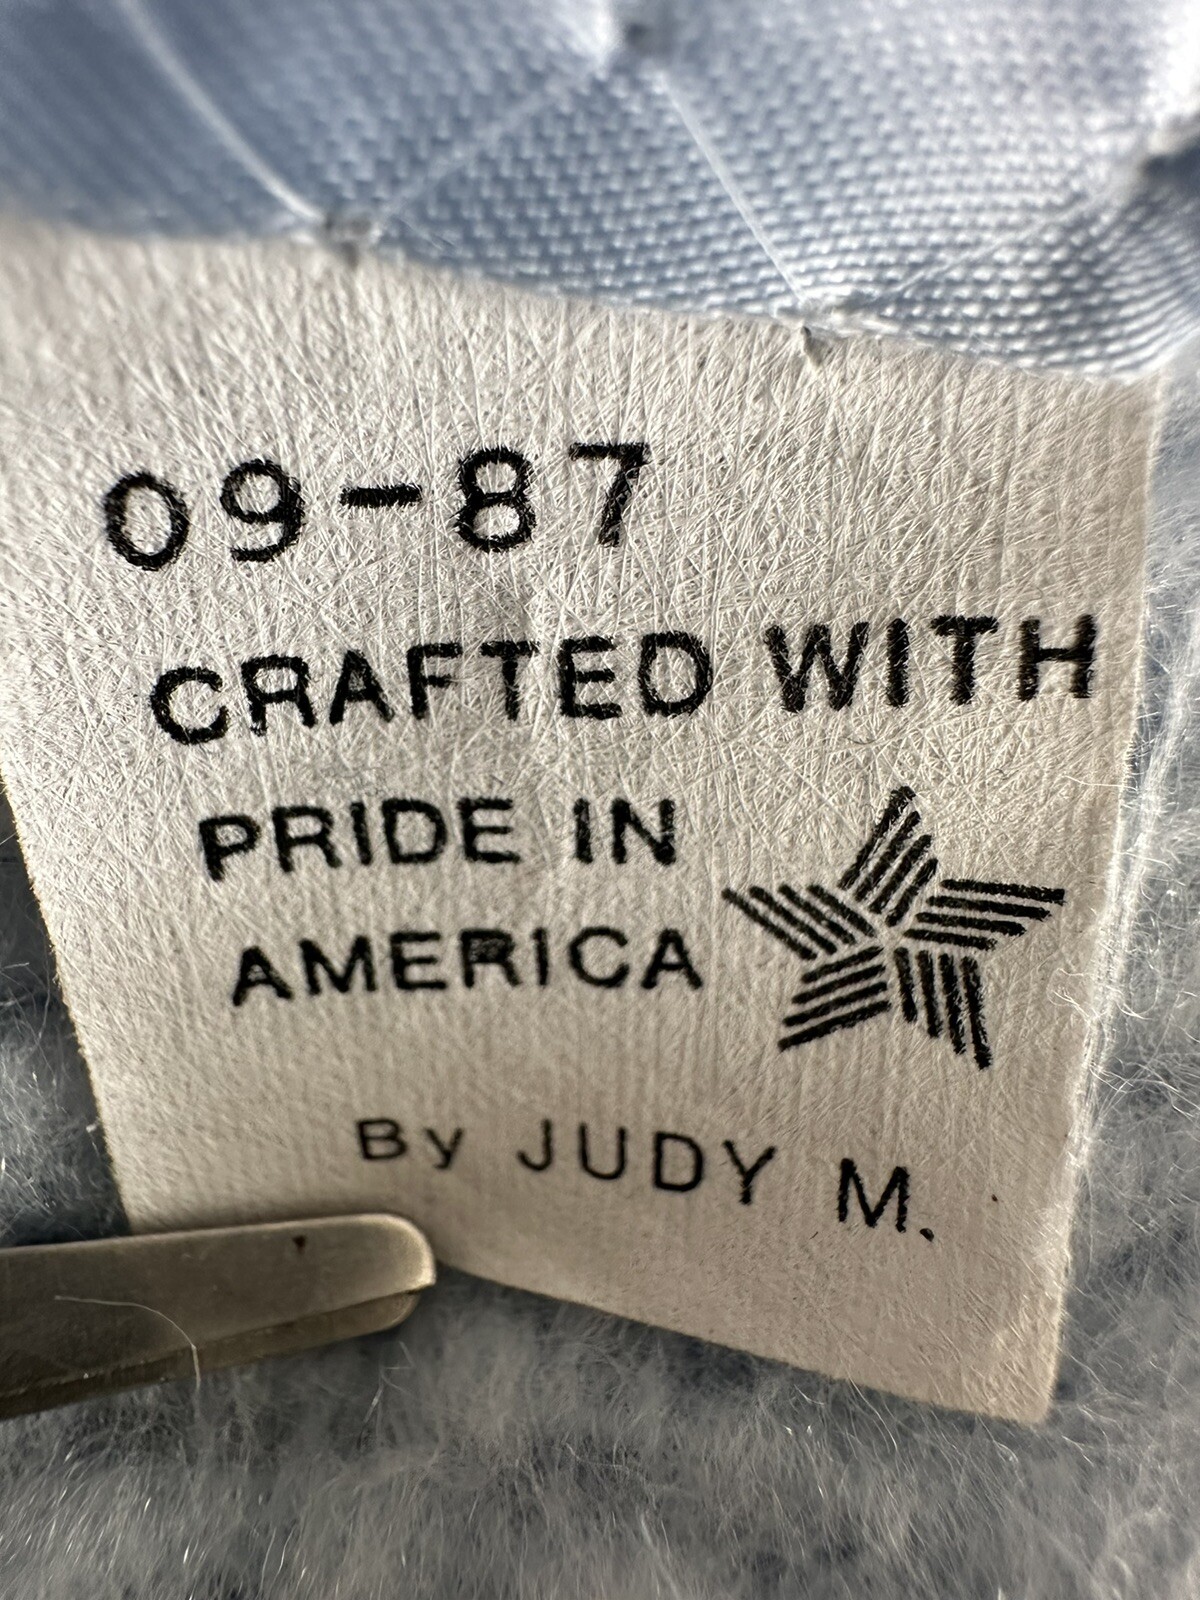 09-87
CRAFTED WITH
PRIDE IN
AMERICA
By JUDY M.